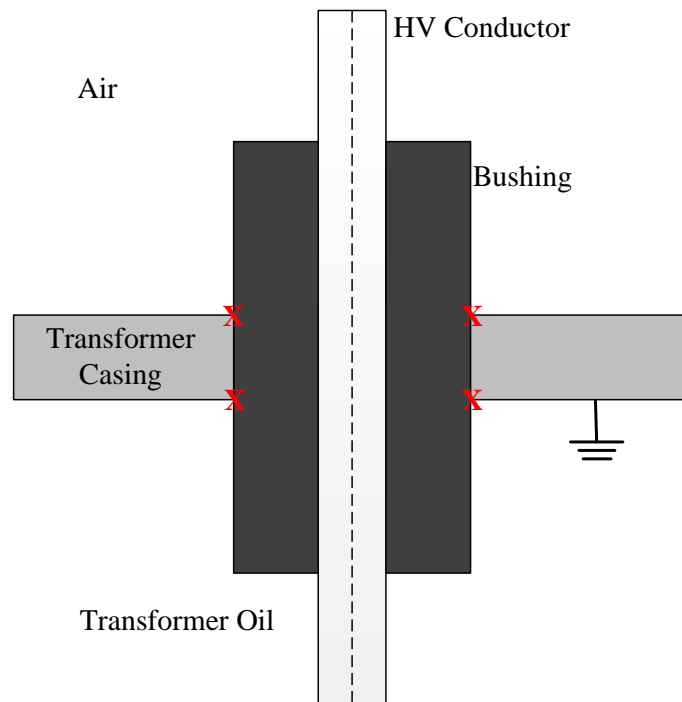 HV Conductor
Air
Bushing
X X
Transformer
Casing
X X
Transformer Oil